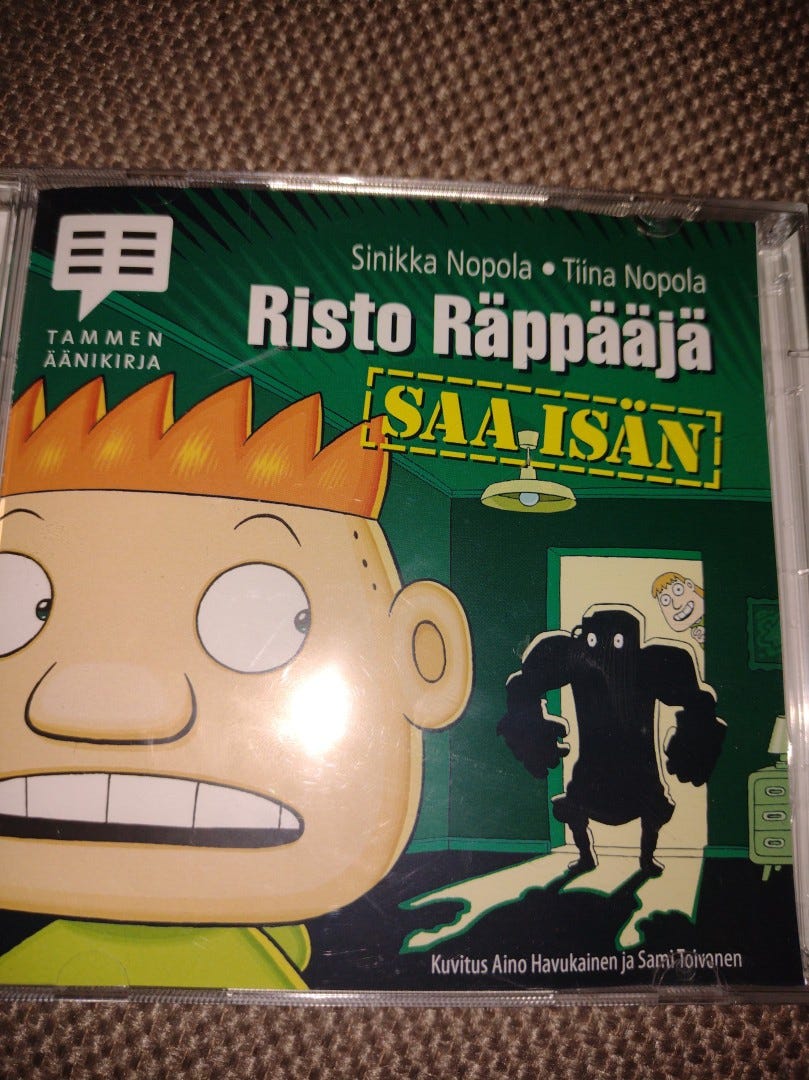 Sinikka Nopola • Tiina Nopola
Risto Räppääjä
SAA ISÄN
TAMMEN
ÄÄNIKIRJA
Kuvitus Aino Havukainen ja Sami Toivonen